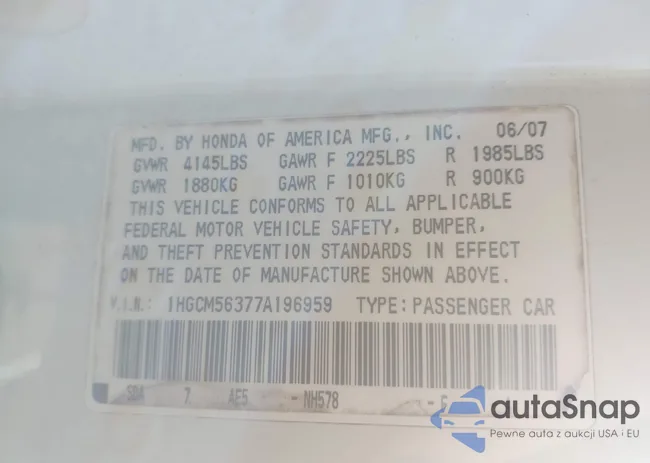 MFD. BY HONDA OF AMERICA MFG., INC. 06/07
GVWR 4145LBS GAWR F 2225LBS R 1985LBS
GVWR 1880KG GAWR F 1010KG R 900KG
THIS VEHICLE CONFORMS TO ALL APPLICABLE
FEDERAL MOTOR VEHICLE SAFETY, BUMPER,
AND THEFT PREVENTION STANDARDS IN EFFECT
ON THE DATE OF MANUFACTURE SHOWN ABOVE.
V.I.N.: 1HGCM56377A196959 TYPE: PASSENGER CAR
SDA 7 AE5 - NH578 -
autaSnap
Pewne auta z aukcji USA i EU